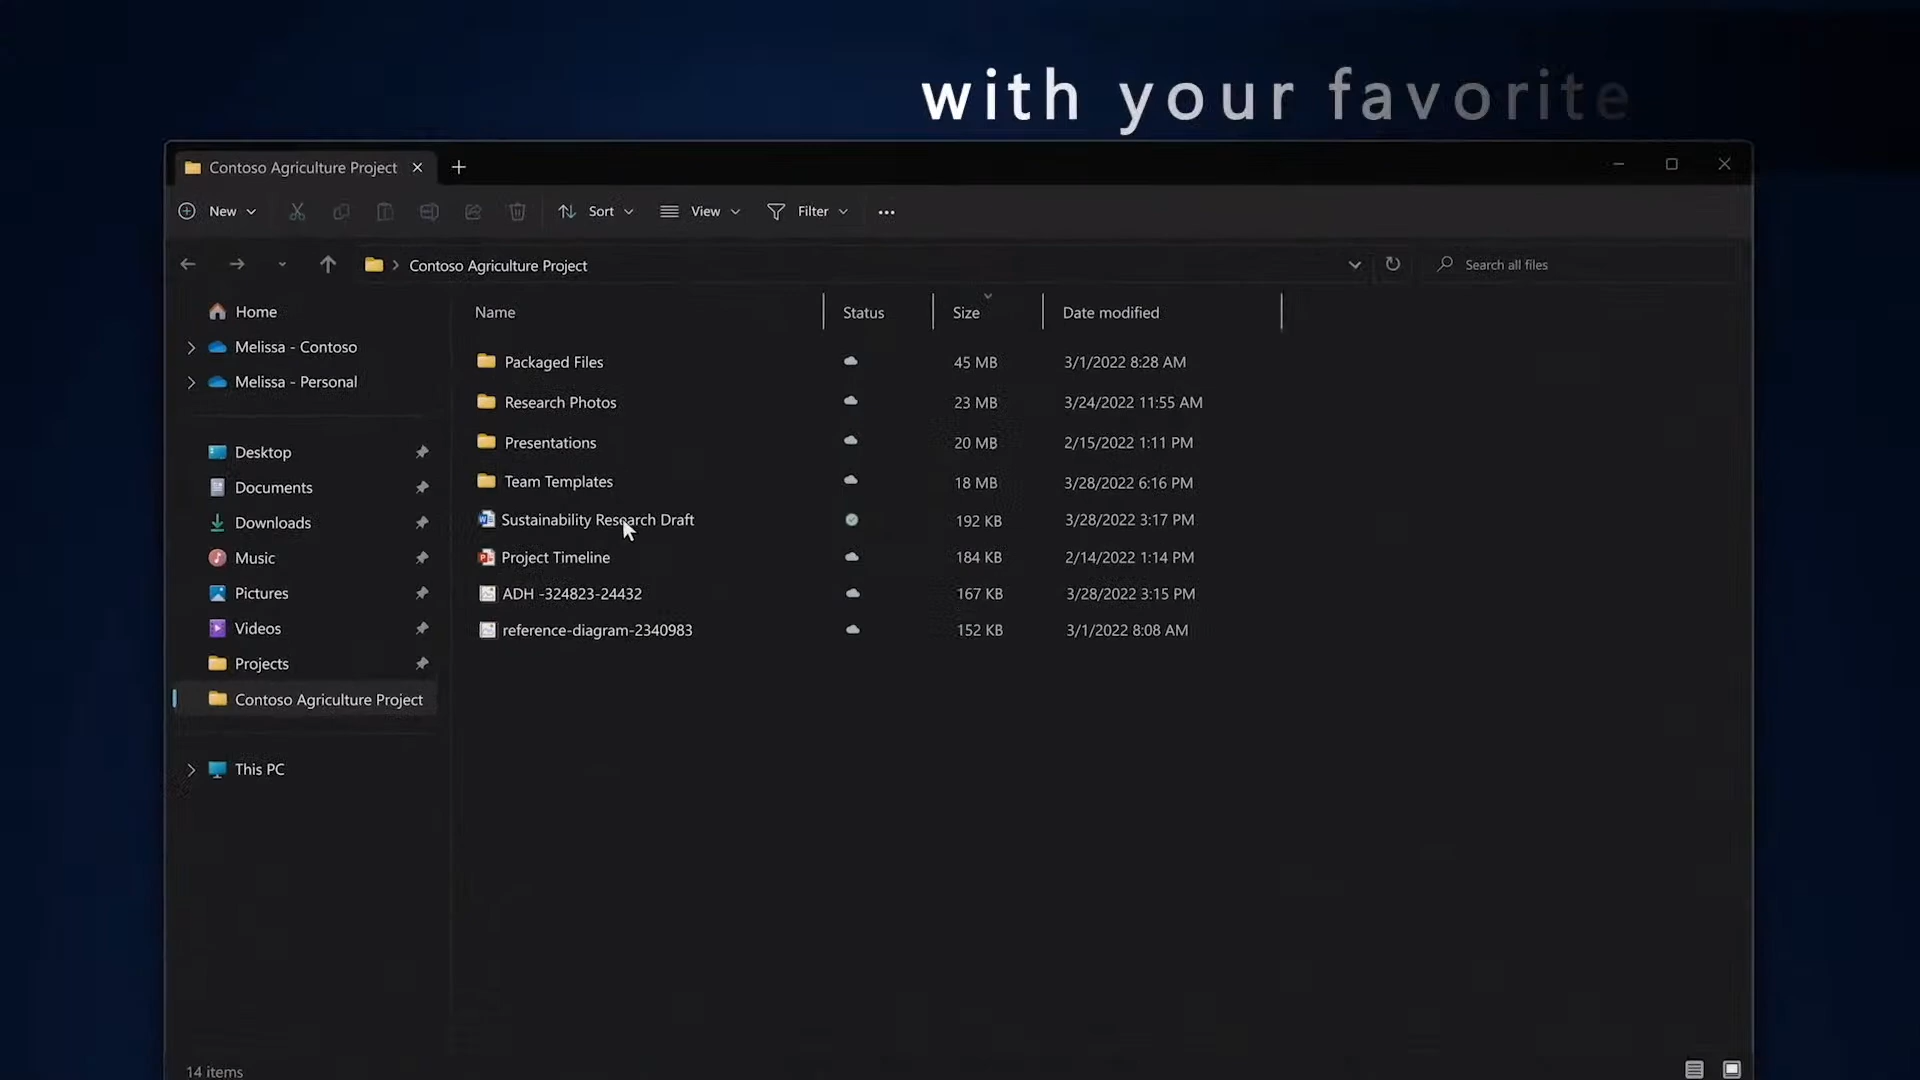 with your favorite
Contoso Agriculture Project
New
Sort
View
Filter
Contoso Agriculture Project
Search all files
Home
Melissa - Contoso
Melissa - Personal
Desktop
Documents
Downloads
Music
Pictures
Videos
Projects
Contoso Agriculture Project
This PC
Name Status Size Date modified
Packaged Files 45 MB 3/1/2022 8:28 AM
Research Photos 23 MB 3/24/2022 11:55 AM
Presentations 20 MB 2/15/2022 1:11 PM
Team Templates 18 MB 3/28/2022 6:16 PM
Sustainability Research Draft 192 KB 3/28/2022 3:17 PM
Project Timeline 184 KB 2/14/2022 1:14 PM
ADH -324823-24432 167 KB 3/28/2022 3:15 PM
reference-diagram-2340983 152 KB 3/1/2022 8:08 AM
14 items